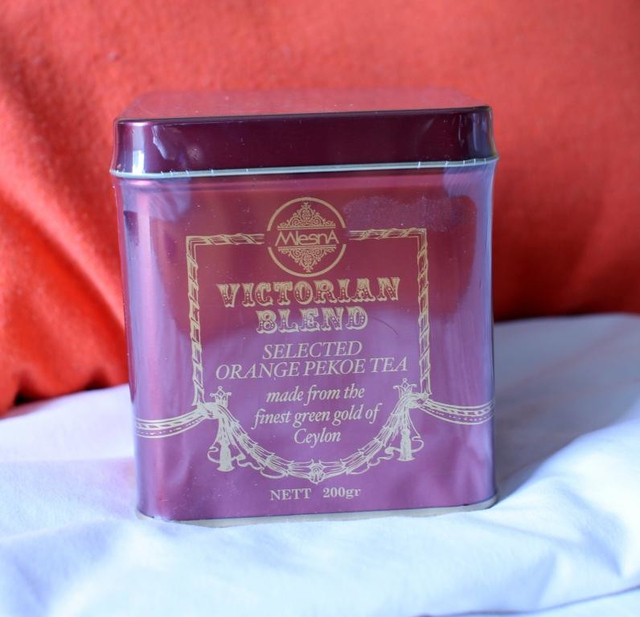 MlesnA
VICTORIAN
BLEND
SELECTED
ORANGE PEKOE TEA
made from the
finest green gold of
Ceylon
NETT 200gr